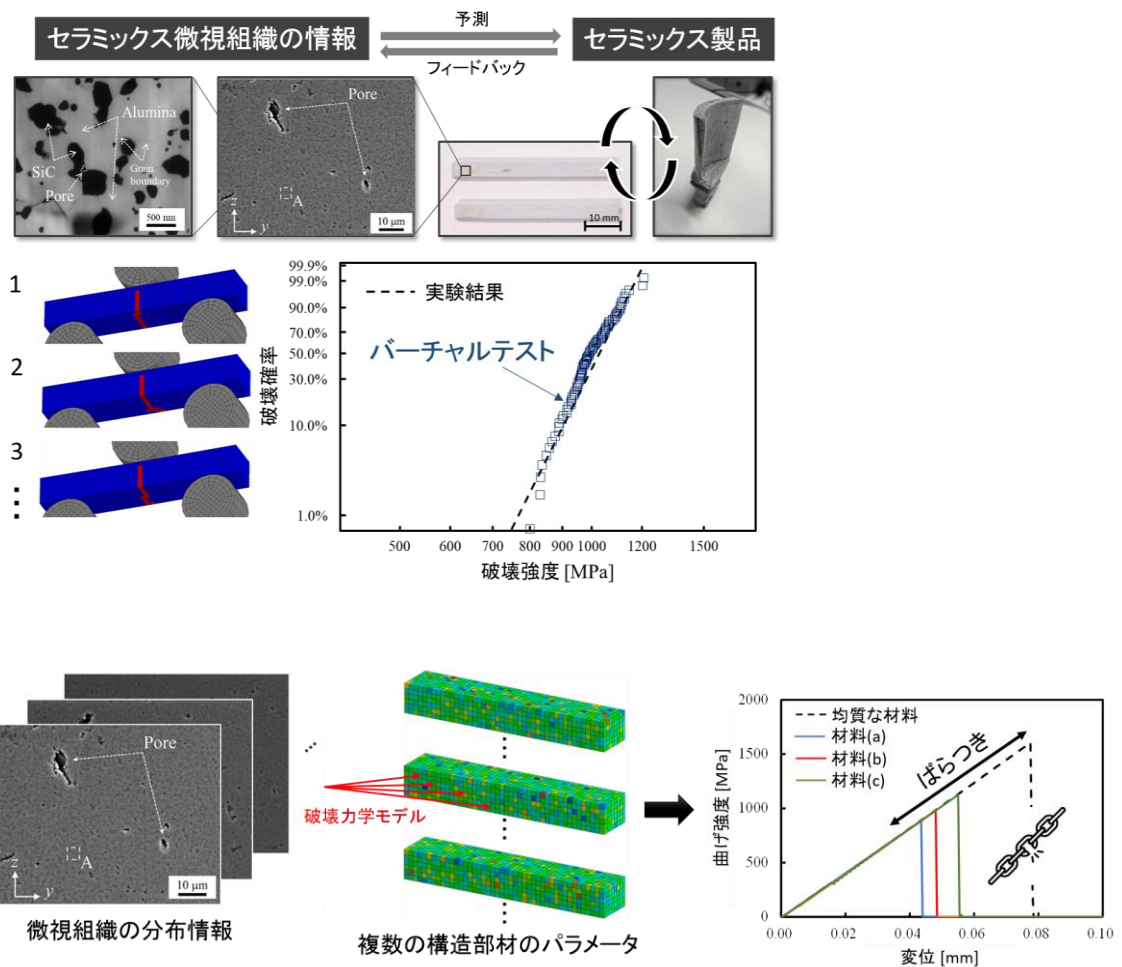 セラミックス微視組織の情報
予測
フィードバック
セラミックス製品
Alumina
SiC
Grain
boundary
Pore
500 nm
Pore
A
z
y
10 μm
10 mm
1
2
3
99.9%
99.0%
90.0%
70.0%
50.0%
30.0%
10.0%
1.0%
破壊確率
実験結果
バーチャルテスト
500
600
700
800
900
1000
1200
1500
破壊強度 [MPa]
Pore
A
z
y
10 μm
微視組織の分布情報
破壊力学モデル
複数の構造部材のパラメータ
2000
1500
1000
500
0
曲げ強度 [MPa]
均質な材料
材料(a)
材料(b)
材料(c)
ばらつき
0.00
0.02
0.04
0.06
0.08
0.10
変位 [mm]